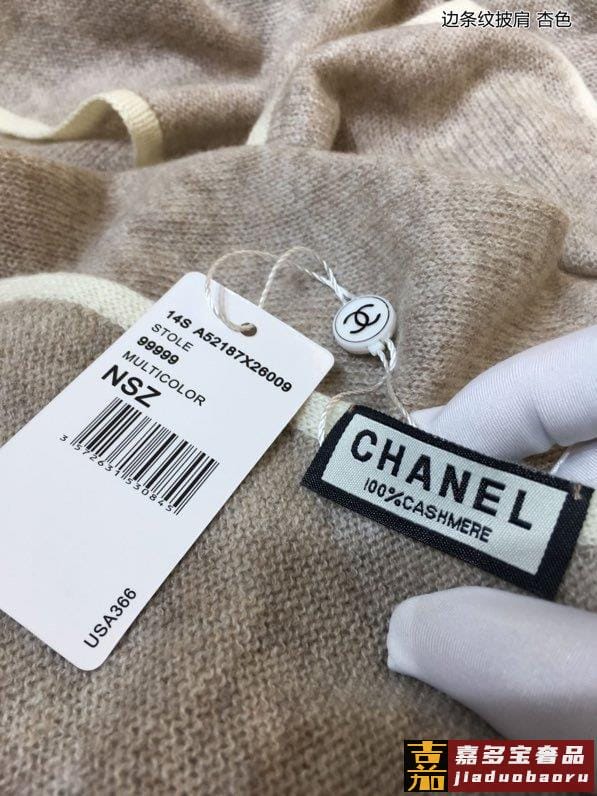 边条纹披肩 杏色
14S A52187X26009
STOLE
99999
MULTICOLOR
NSZ
3 572631 530845
USA366
CHANEL
100%CASHMERE
嘉 嘉多宝奢品
jiaduobaoru